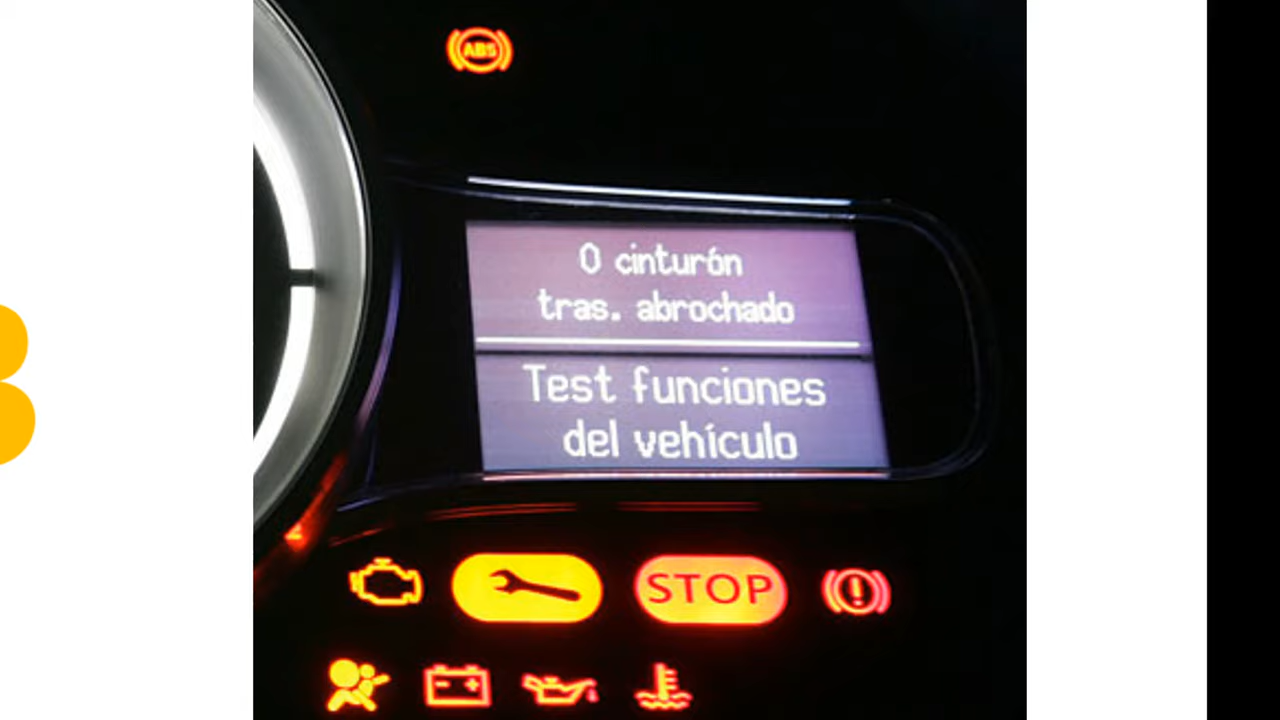 ABS
0 cinturón
tras. abrochado
Test funciones
del vehículo
STOP